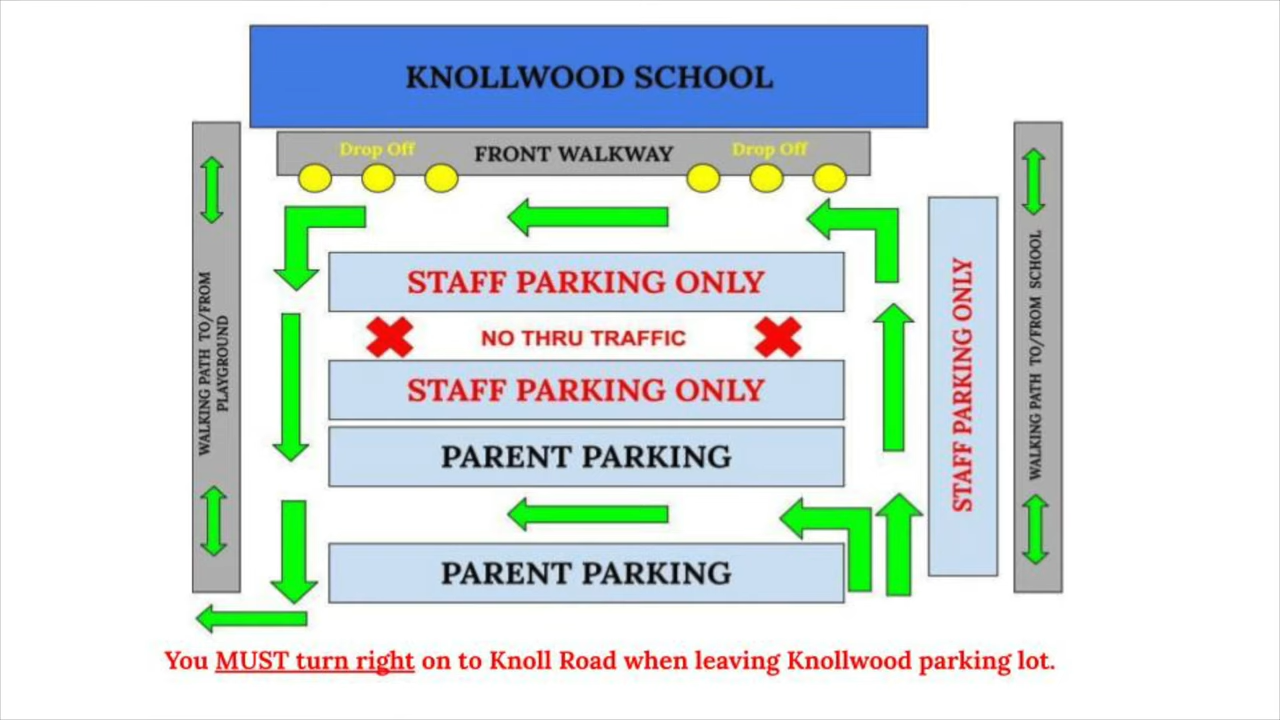 KNOLLWOOD SCHOOL
Drop Off
FRONT WALKWAY
Drop Off
STAFF PARKING ONLY
NO THRU TRAFFIC
STAFF PARKING ONLY
PARENT PARKING
PARENT PARKING
WALKING PATH TO/FROM
PLAYGROUND
STAFF PARKING ONLY
WALKING PATH TO/FROM SCHOOL
You MUST turn right on to Knoll Road when leaving Knollwood parking lot.